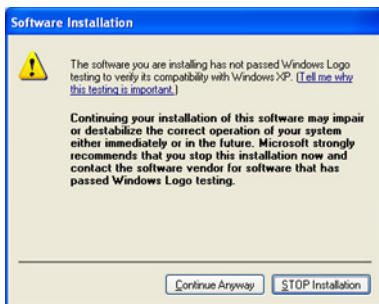 Software Installation
The software you are installing has not passed Windows Logo
testing to verify its compatibility with Windows XP. (Tell me why
this testing is important.)
Continuing your installation of this software may impair
or destabilize the correct operation of your system
either immediately or in the future. Microsoft strongly
recommends that you stop this installation now and
contact the software vendor for software that has
passed Windows Logo testing.
Continue Anyway STOP Installation